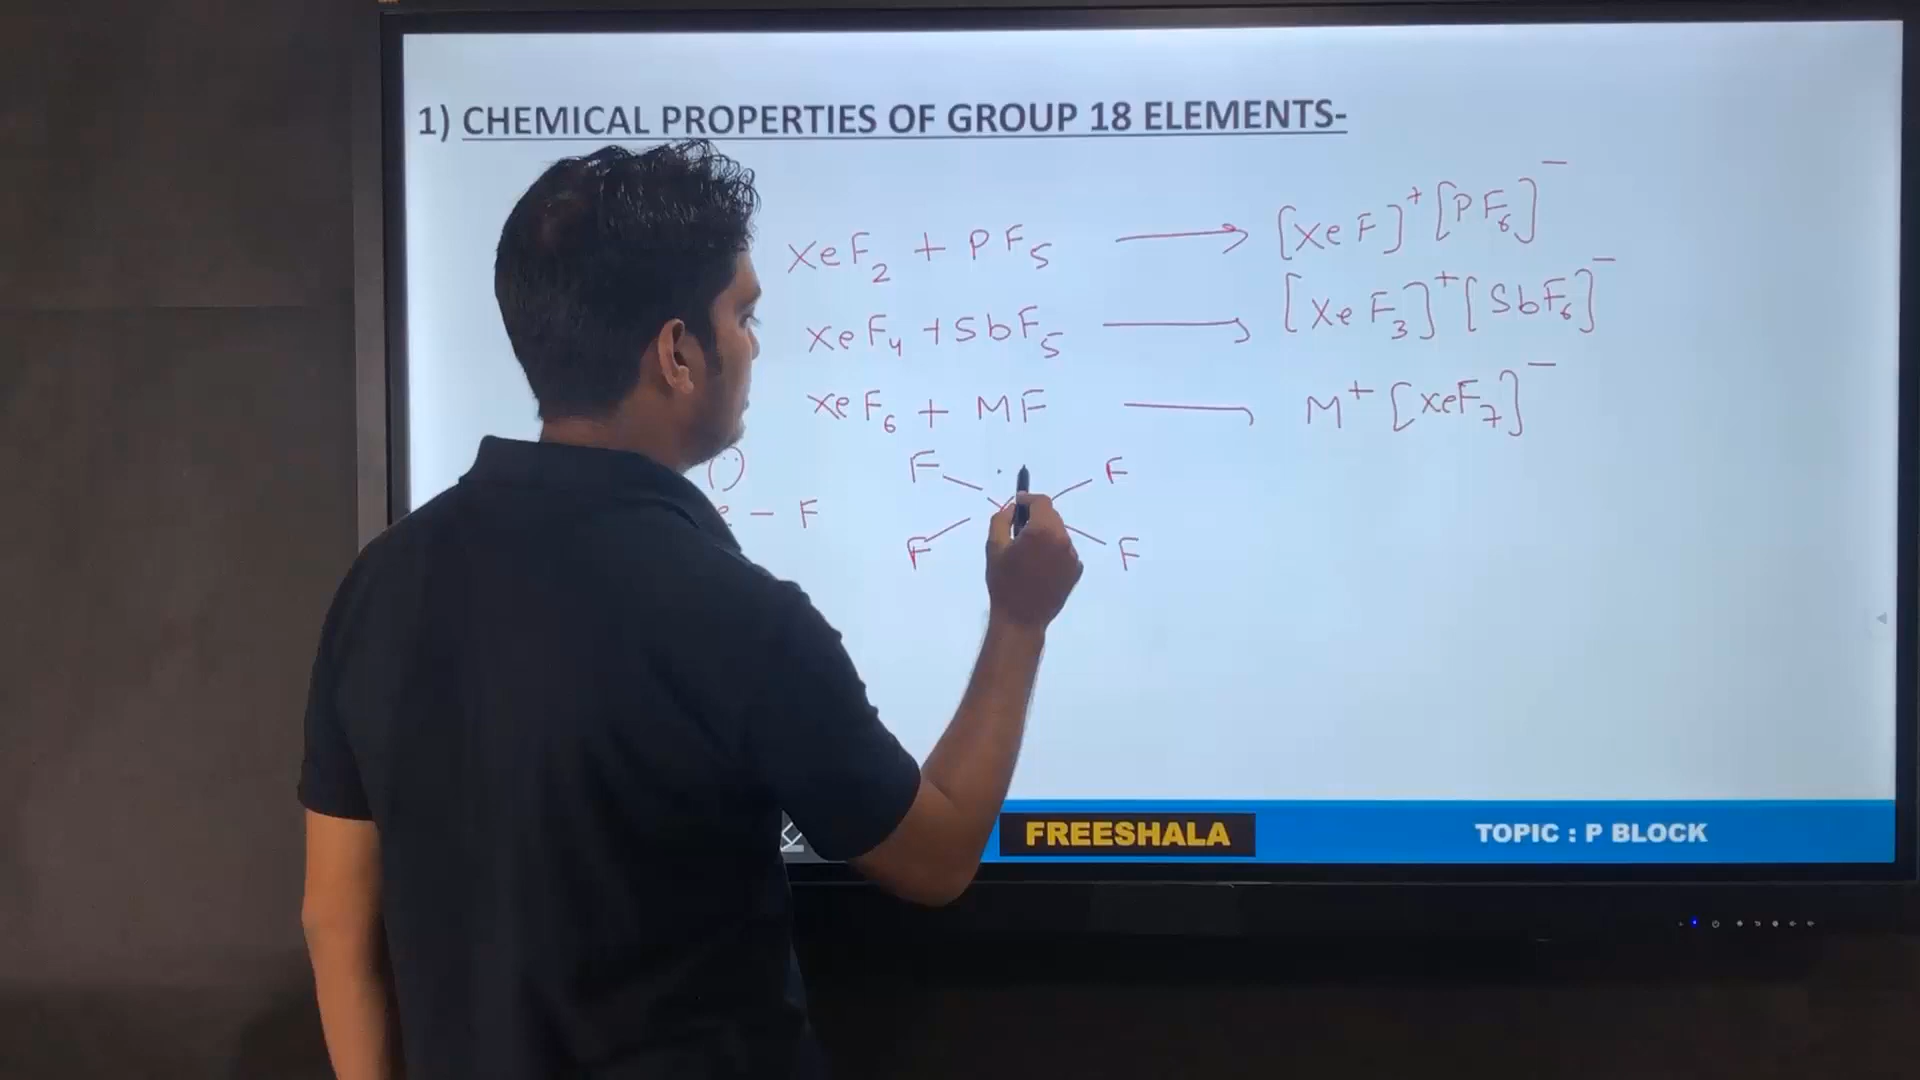 1) CHEMICAL PROPERTIES OF GROUP 18 ELEMENTS-
XeF₂ + PF₅ ⟶ [XeF]⁺[PF₆]⁻
XeF₄ + SbF₅ ⟶ [XeF₃]⁺[SbF₆]⁻
XeF₆ + MF ⟶ M⁺[XeF₇]⁻
F F
– F
F F
FREESHALA
TOPIC : P BLOCK